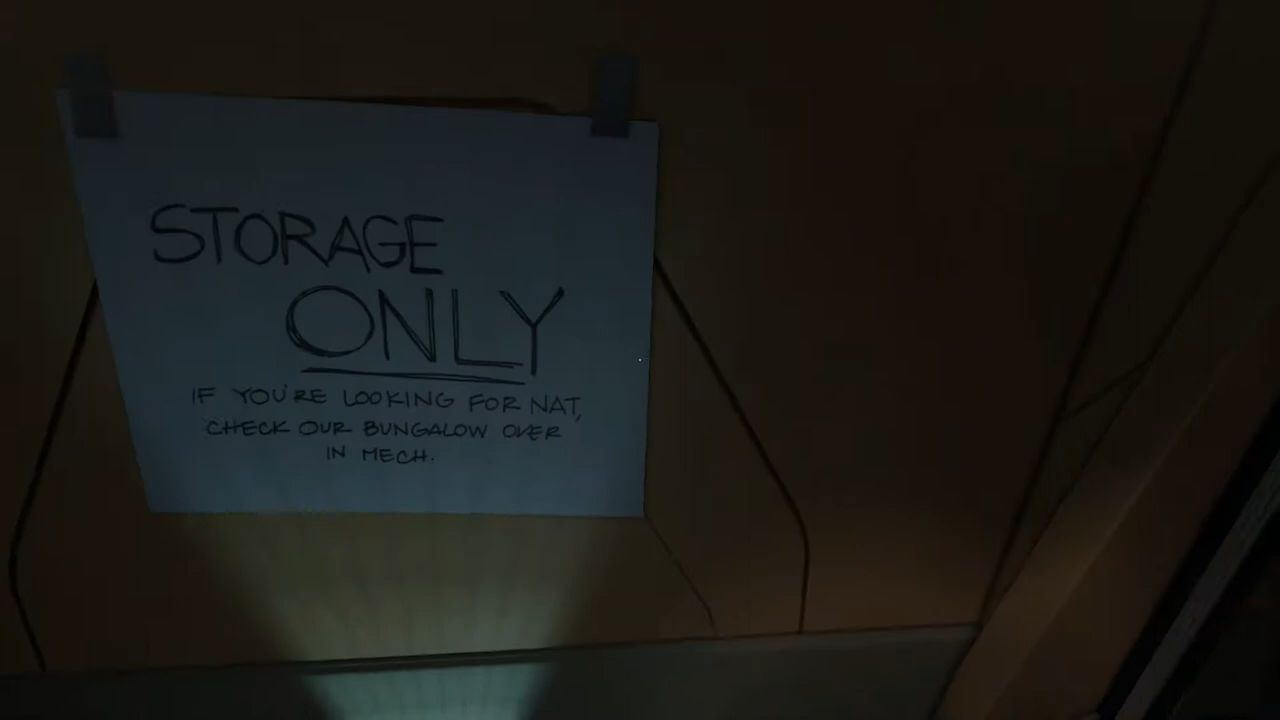 STORAGE
ONLY
IF YOU'RE LOOKING FOR NAT,
CHECK OUR BUNGALOW OVER
IN MECH.